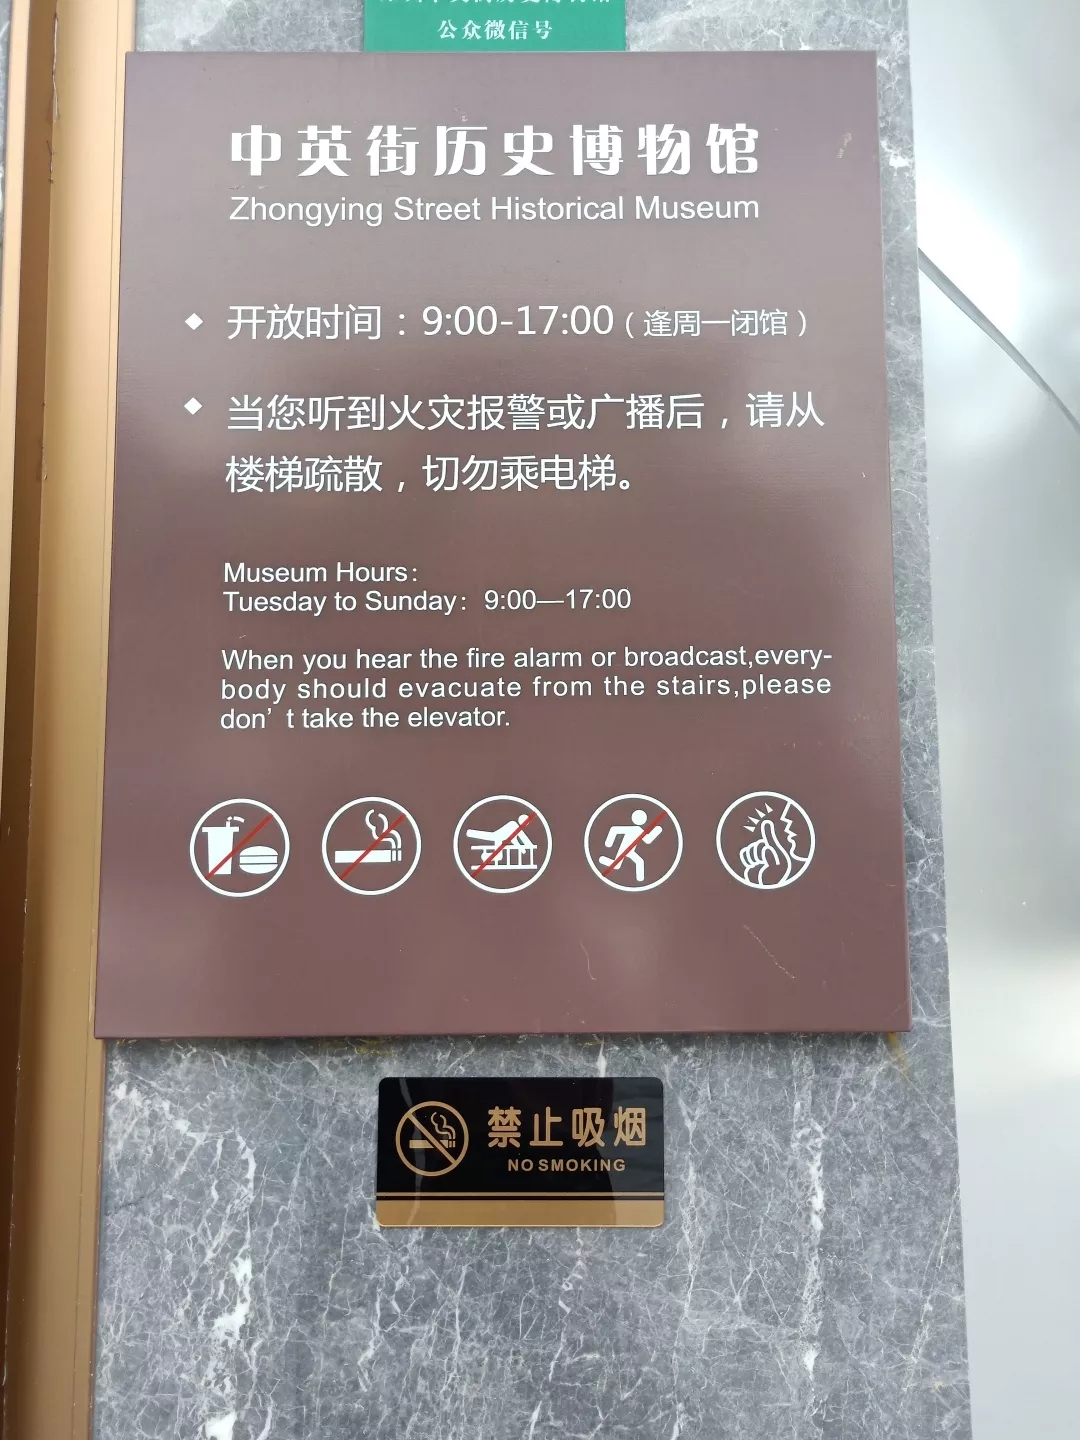 公众微信号
中英街历史博物馆
Zhongying Street Historical Museum
开放时间：9:00-17:00（逢周一闭馆）
当您听到火灾报警或广播后，请从
楼梯疏散，切勿乘电梯。
Museum Hours:
Tuesday to Sunday: 9:00—17:00
When you hear the fire alarm or broadcast,every-
body should evacuate from the stairs,please
don’t take the elevator.
禁止吸烟
NO SMOKING